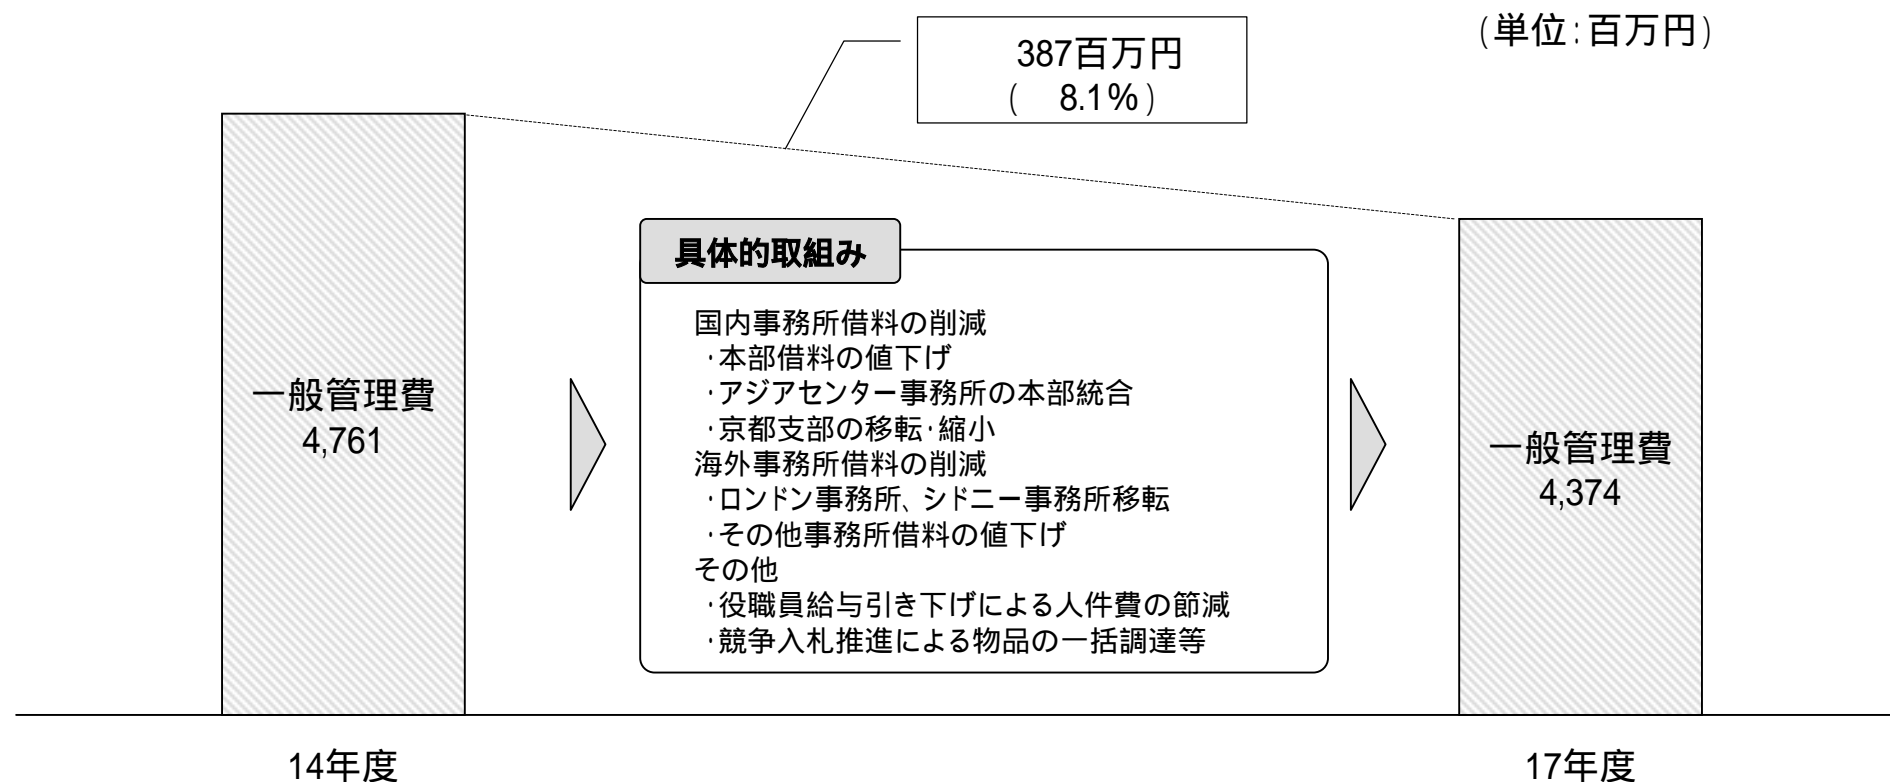 (単位:百万円)
387百万円
( 8.1%)
具体的取組み
国内事務所借料の削減
・本部借料の値下げ
・アジアセンター事務所の本部統合
・京都支部の移転・縮小
海外事務所借料の削減
・ロンドン事務所、シドニー事務所移転
・その他事務所借料の値下げ
その他
・役職員給与引き下げによる人件費の節減
・競争入札推進による物品の一括調達等
一般管理費
4,761
一般管理費
4,374
14年度
17年度